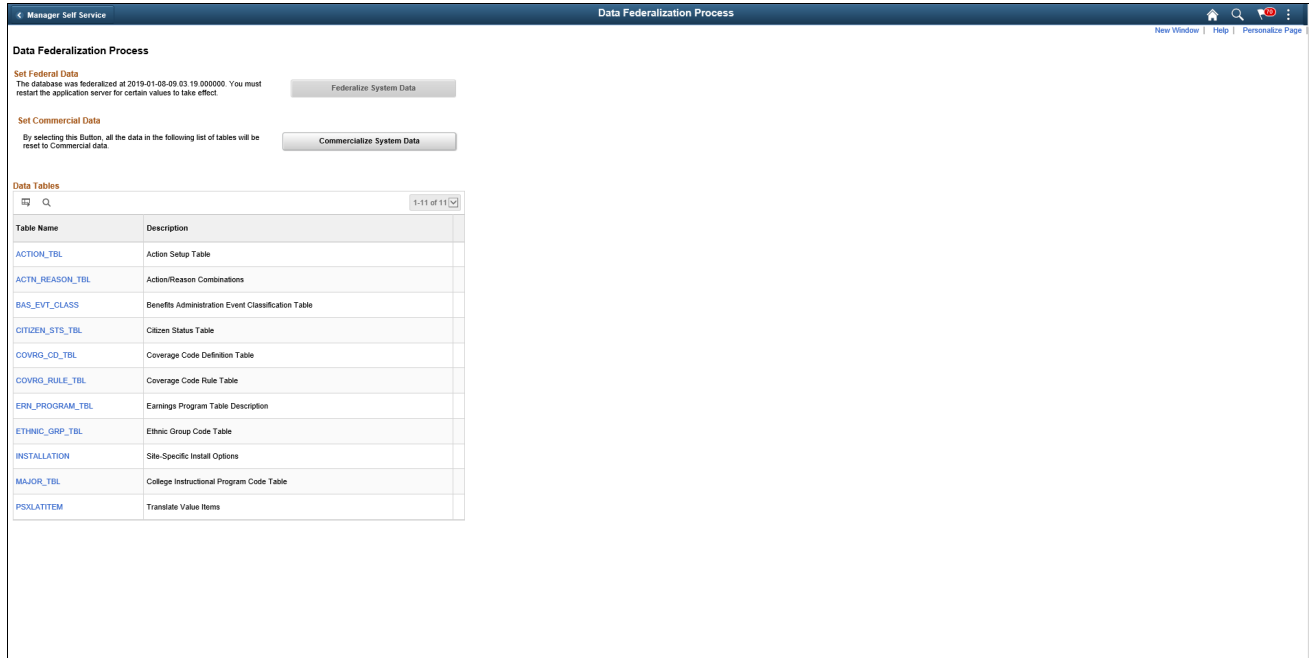 Manager Self Service
Data Federalization Process
70
New Window | Help | Personalize Page |
Data Federalization Process
Set Federal Data
The database was federalized at 2019-01-08-09.03.19.000000. You must
restart the application server for certain values to take effect.
Federalize System Data
Set Commercial Data
By selecting this Button, all the data in the following list of tables will be
reset to Commercial data.
Commercialize System Data
Data Tables
1-11 of 11
Table Name Description
ACTION_TBL Action Setup Table
ACTN_REASON_TBL Action/Reason Combinations
BAS_EVT_CLASS Benefits Administration Event Classification Table
CITIZEN_STS_TBL Citizen Status Table
COVRG_CD_TBL Coverage Code Definition Table
COVRG_RULE_TBL Coverage Code Rule Table
ERN_PROGRAM_TBL Earnings Program Table Description
ETHNIC_GRP_TBL Ethnic Group Code Table
INSTALLATION Site-Specific Install Options
MAJOR_TBL College Instructional Program Code Table
PSXLATITEM Translate Value Items